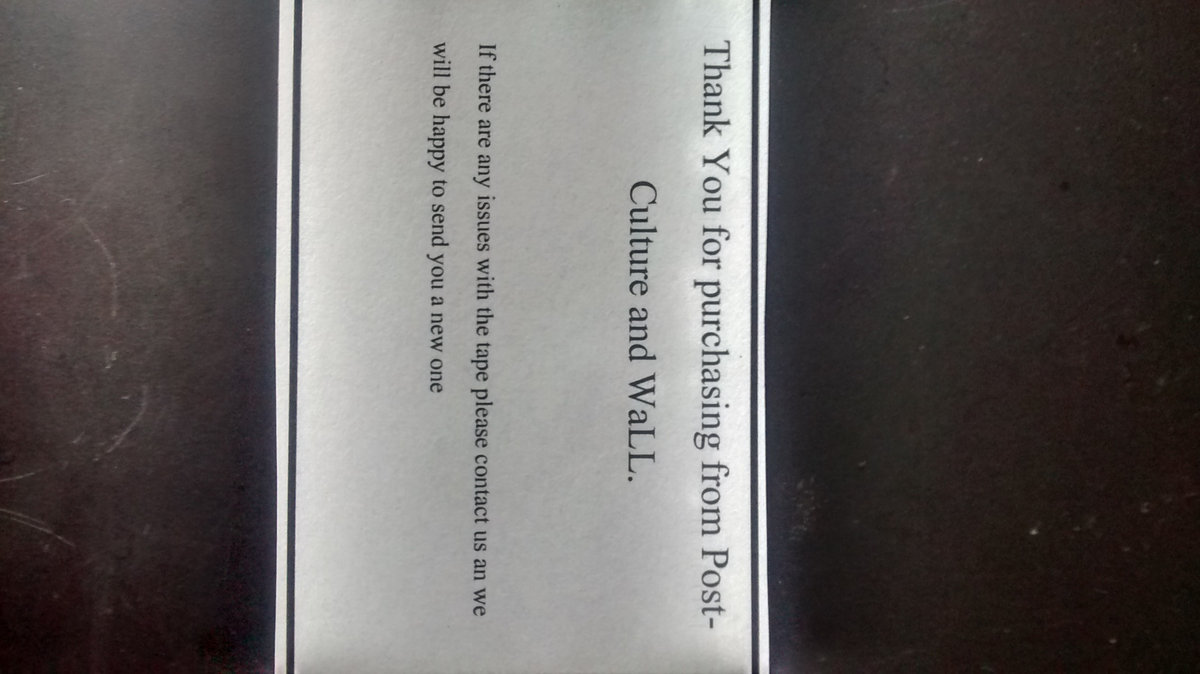 Thank You for purchasing from Post-
Culture and WaLL.
If there are any issues with the tape please contact us an we
will be happy to send you a new one